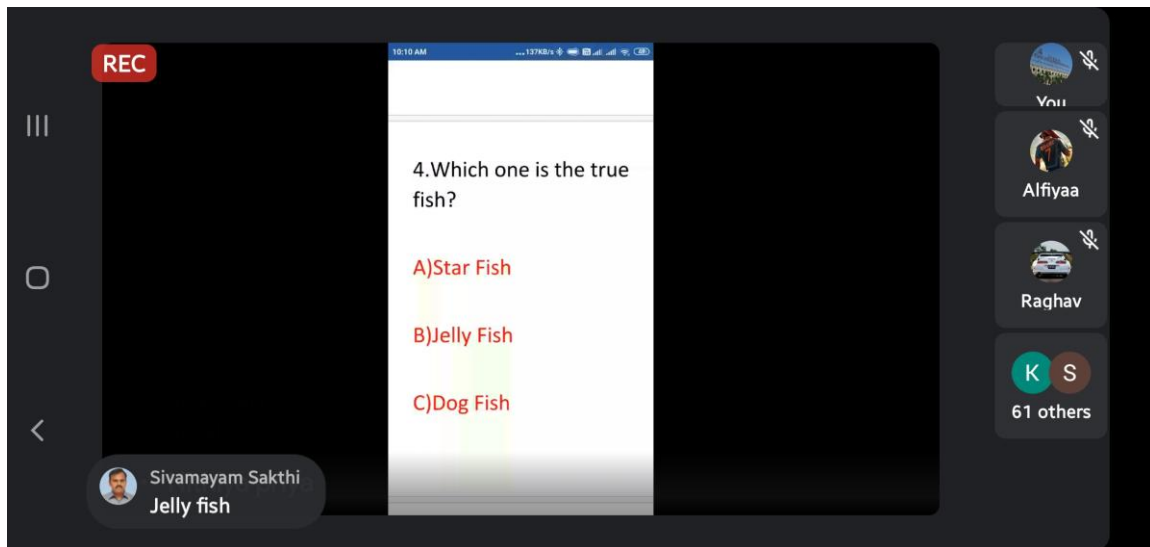 REC
10:10 AM
137KB/s
4.Which one is the true
fish?
A)Star Fish
B)Jelly Fish
C)Dog Fish
Sivamayam Sakthi
Jelly fish
You
Alfiyaa
Raghav
K S
61 others